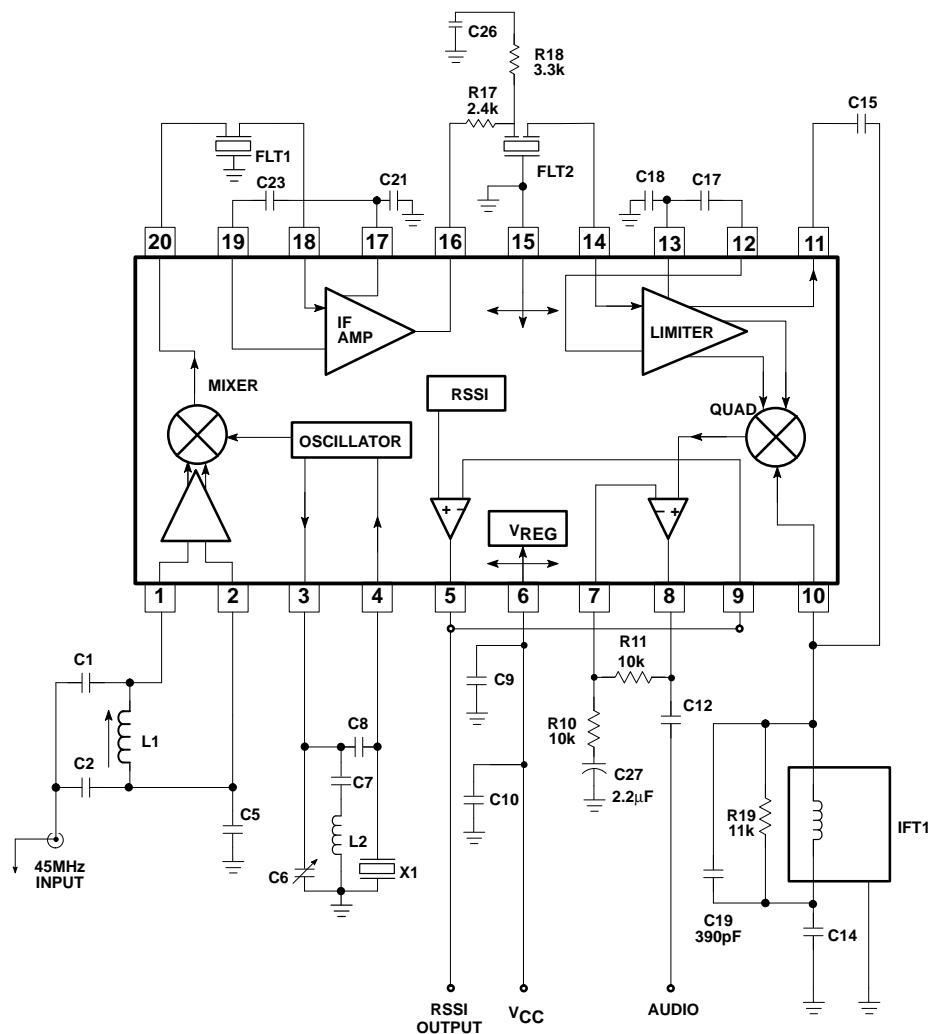 C26
R18
3.3k
R17
2.4k
C15
FLT1
FLT2
C23
C21
C18
C17
20
19
18
17
16
15
14
13
12
11
IF
AMP
LIMITER
MIXER
RSSI
QUAD
OSCILLATOR
+ −
VREG
− +
1
2
3
4
5
6
7
8
9
10
R11
10k
C1
C9
C12
L1
C8
R10
10k
C2
C7
C27
2.2µF
C10
C5
L2
R19
11k
IFT1
45MHz
INPUT
C6
X1
C19
390pF
C14
RSSI
OUTPUT
VCC
AUDIO